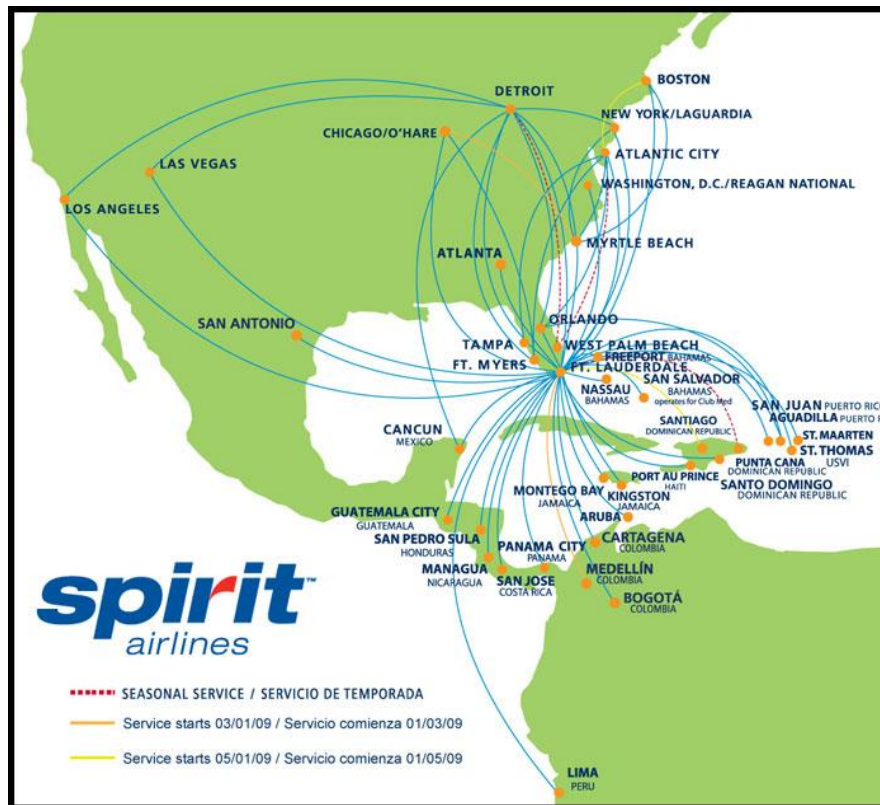 BOSTON
DETROIT
NEW YORK/LAGUARDIA
CHICAGO/O'HARE
ATLANTIC CITY
LAS VEGAS
WASHINGTON, D.C./REAGAN NATIONAL
LOS ANGELES
MYRTLE BEACH
ATLANTA
SAN ANTONIO
ORLANDO
TAMPA
WEST PALM BEACH
FREEPORT BAHAMAS
FT. MYERS
FT. LAUDERDALE
NASSAU
BAHAMAS
SAN SALVADOR
BAHAMAS
operates for Club Med
SAN JUAN PUERTO RICO
AGUADILLA PUERTO R
SANTIAGO
DOMINICAN REPUBLIC
ST. MAARTEN
ST. THOMAS
USVI
CANCUN
MEXICO
PUNTA CANA
DOMINICAN REPUBLIC
PORT AU PRINCE
HAITI
SANTO DOMINGO
DOMINICAN REPUBLIC
MONTEGO BAY
JAMAICA
KINGSTON
JAMAICA
GUATEMALA CITY
GUATEMALA
ARUBA
SAN PEDRO SULA
HONDURAS
PANAMA CITY
PANAMA
CARTAGENA
COLOMBIA
MANAGUA
NICARAGUA
SAN JOSE
COSTA RICA
MEDELLÍN
COLOMBIA
BOGOTÁ
COLOMBIA
spirit™
airlines
SEASONAL SERVICE / SERVICIO DE TEMPORADA
Service starts 03/01/09 / Servicio comienza 01/03/09
Service starts 05/01/09 / Servicio comienza 01/05/09
LIMA
PERU